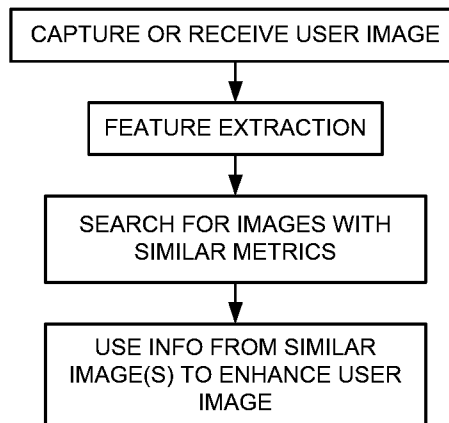 CAPTURE OR RECEIVE USER IMAGE
FEATURE EXTRACTION
SEARCH FOR IMAGES WITH
SIMILAR METRICS
USE INFO FROM SIMILAR
IMAGE(S) TO ENHANCE USER
IMAGE